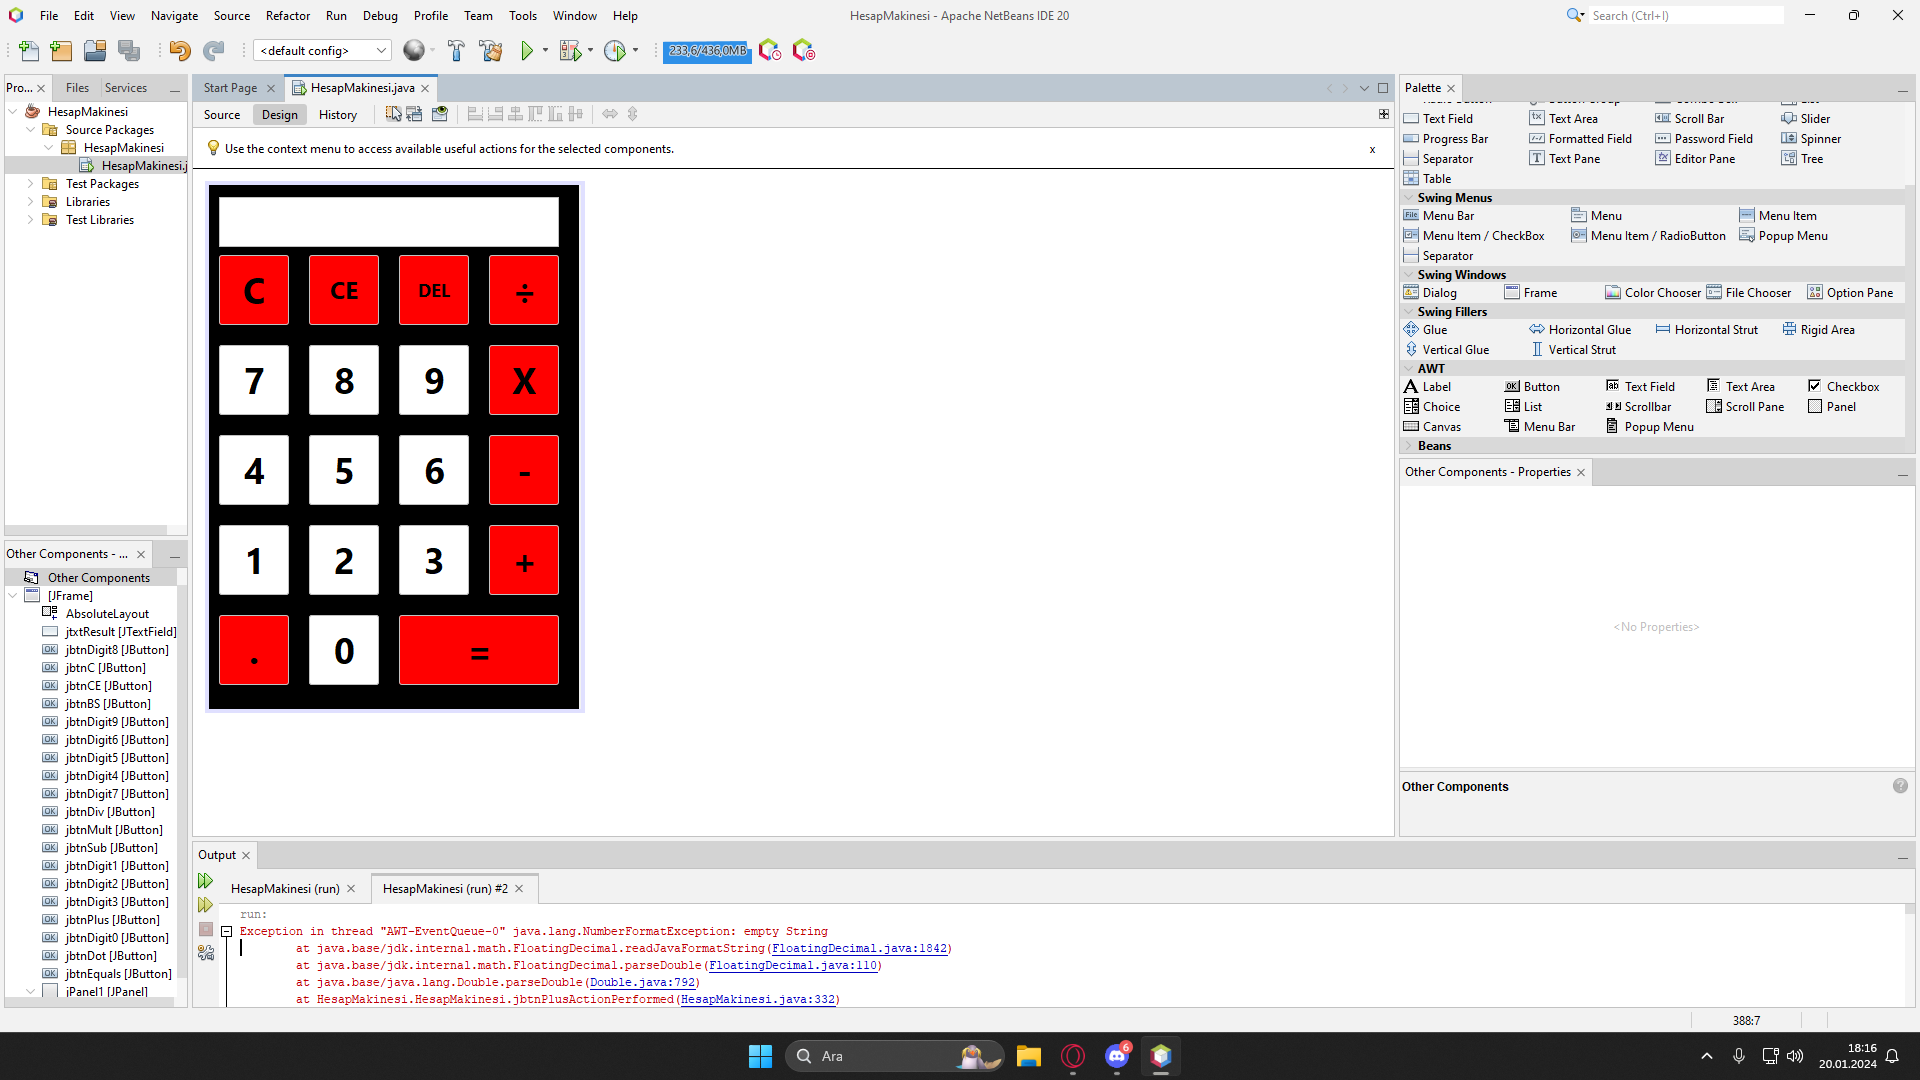 File Edit View Navigate Source Refactor Run Debug Profile Team Tools Window Help
HesapMakinesi - Apache NetBeans IDE 20
Search (Ctrl+I)
<default config>
233,6/436,0MB
Pro... Files Services
HesapMakinesi
Source Packages
HesapMakinesi
HesapMakinesi.j
Test Packages
Libraries
Test Libraries
Other Components - ...
Other Components
[JFrame]
AbsoluteLayout
jtxtResult [JTextField]
jbtnDigit8 [JButton]
jbtnC [JButton]
jbtnCE [JButton]
jbtnBS [JButton]
jbtnDigit9 [JButton]
jbtnDigit6 [JButton]
jbtnDigit5 [JButton]
jbtnDigit4 [JButton]
jbtnDigit7 [JButton]
jbtnDiv [JButton]
jbtnMult [JButton]
jbtnSub [JButton]
jbtnDigit1 [JButton]
jbtnDigit2 [JButton]
jbtnDigit3 [JButton]
jbtnPlus [JButton]
jbtnDigit0 [JButton]
jbtnDot [JButton]
jbtnEquals [JButton]
jPanel1 [JPanel]
Start Page HesapMakinesi.java
Source Design History
Use the context menu to access available useful actions for the selected components. x
C CE DEL ÷
7 8 9 X
4 5 6 -
1 2 3 +
. 0 =
Palette
Text Field Text Area Scroll Bar Slider
Progress Bar Formatted Field Password Field Spinner
Separator Text Pane Editor Pane Tree
Table
Swing Menus
Menu Bar Menu Menu Item
Menu Item / CheckBox Menu Item / RadioButton Popup Menu
Separator
Swing Windows
Dialog Frame Color Chooser File Chooser Option Pane
Swing Fillers
Glue Horizontal Glue Horizontal Strut Rigid Area
Vertical Glue Vertical Strut
AWT
Label Button Text Field Text Area Checkbox
Choice List Scrollbar Scroll Pane Panel
Canvas Menu Bar Popup Menu
Beans
Other Components - Properties
<No Properties>
Other Components
Output
HesapMakinesi (run) HesapMakinesi (run) #2
run:
Exception in thread "AWT-EventQueue-0" java.lang.NumberFormatException: empty String
at java.base/jdk.internal.math.FloatingDecimal.readJavaFormatString(FloatingDecimal.java:1842)
at java.base/jdk.internal.math.FloatingDecimal.parseDouble(FloatingDecimal.java:110)
at java.base/java.lang.Double.parseDouble(Double.java:792)
at HesapMakinesi.HesapMakinesi.jbtnPlusActionPerformed(HesapMakinesi.java:332)
388:7
Ara
6
18:16
20.01.2024